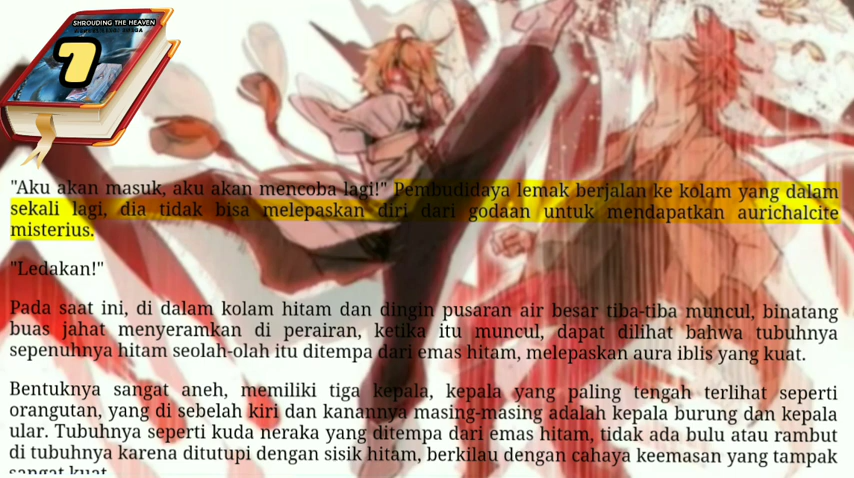 SHROUDING THE HEAVEN
7
"Aku akan masuk, aku akan mencoba lagi!" Pembudidaya lemak berjalan ke kolam yang dalam
sekali lagi, dia tidak bisa melepaskan diri dari godaan untuk mendapatkan aurichalcite
misterius.
"Ledakan!"
Pada saat ini, di dalam kolam hitam dan dingin pusaran air besar tiba-tiba muncul, binatang
buas jahat menyeramkan di perairan, ketika itu muncul, dapat dilihat bahwa tubuhnya
sepenuhnya hitam seolah-olah itu ditempa dari emas hitam, melepaskan aura iblis yang kuat.
Bentuknya sangat aneh, memiliki tiga kepala, kepala yang paling tengah terlihat seperti
orangutan, yang di sebelah kiri dan kanannya masing-masing adalah kepala burung dan kepala
ular. Tubuhnya seperti kuda neraka yang ditempa dari emas hitam, tidak ada bulu atau rambut
di tubuhnya karena ditutupi dengan sisik hitam, berkilau dengan cahaya keemasan yang tampak
sangat kuat.